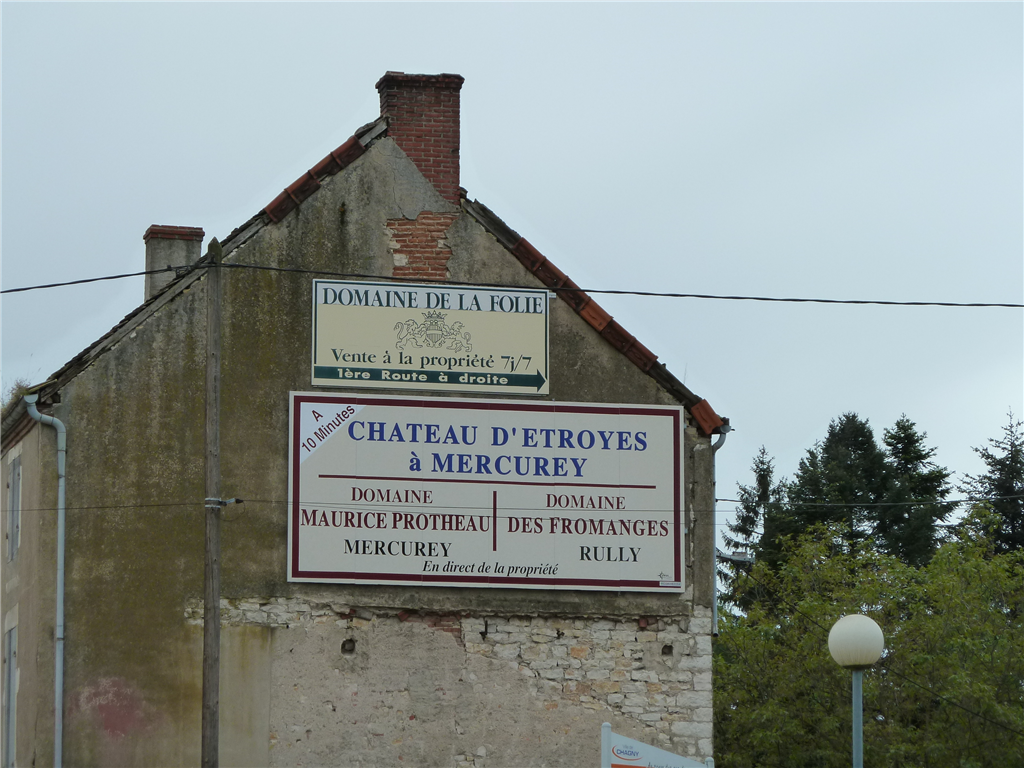 DOMAINE DE LA FOLIE
Vente à la propriété 7j/7
1ère Route à droite
A
10 Minutes
CHATEAU D'ETROYES
à MERCUREY
DOMAINE
MAURICE PROTHEAU
MERCUREY
DOMAINE
DES FROMANGES
RULLY
En direct de la propriété
CHAGNY